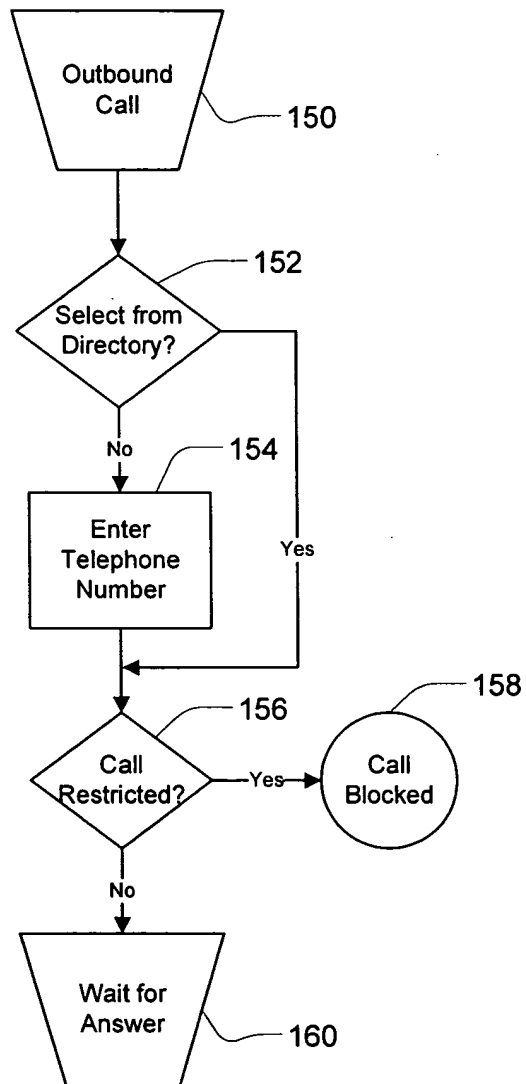 Outbound
Call
150
152
Select from
Directory?
No
154
Enter
Telephone
Number
Yes
156
158
Call
Restricted?
Yes
Call
Blocked
No
Wait for
Answer
160